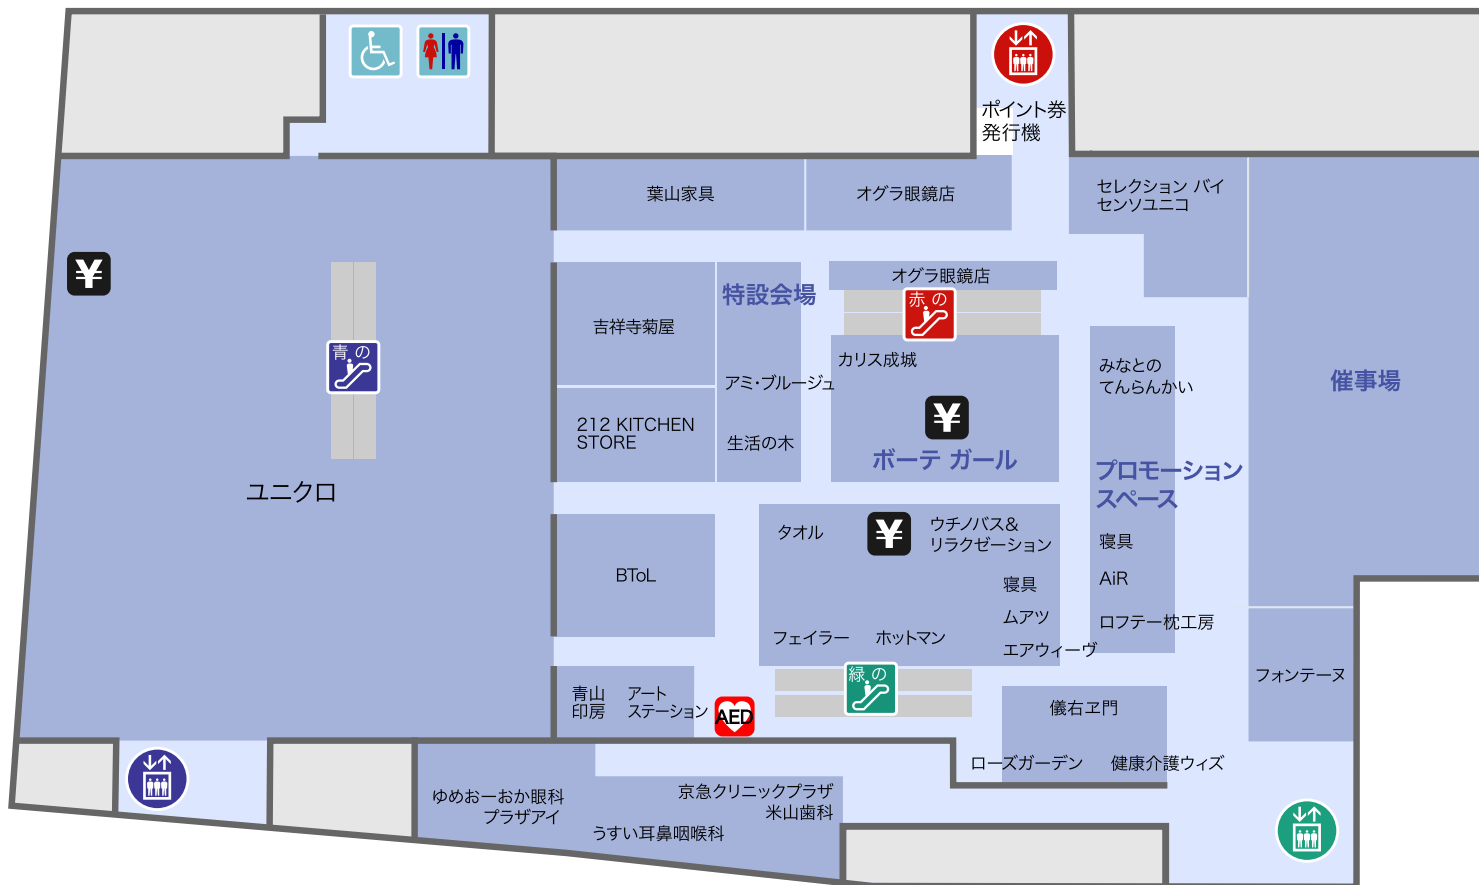 ポイント券
発行機
葉山家具
オグラ眼鏡店
セレクション バイ
センソユニコ
¥
特設会場
オグラ眼鏡店
赤の
吉祥寺菊屋
青の
カリス成城
みなとの
てんらんかい
催事場
アミ・ブルージュ
212 KITCHEN
STORE
生活の木
¥
ボーテ ガール
プロモーション
スペース
ユニクロ
タオル
¥
ウチノバス&
リラクゼーション
寝具
BToL
寝具
AiR
ムアツ
ロフテー枕工房
フェイラー
ホットマン
エアウィーヴ
緑の
フォンテーヌ
青山
印房
アート
ステーション
AED
儀右ヱ門
ローズガーデン
健康介護ウィズ
ゆめおーおか眼科
プラザアイ
京急クリニックプラザ
米山歯科
うすい耳鼻咽喉科